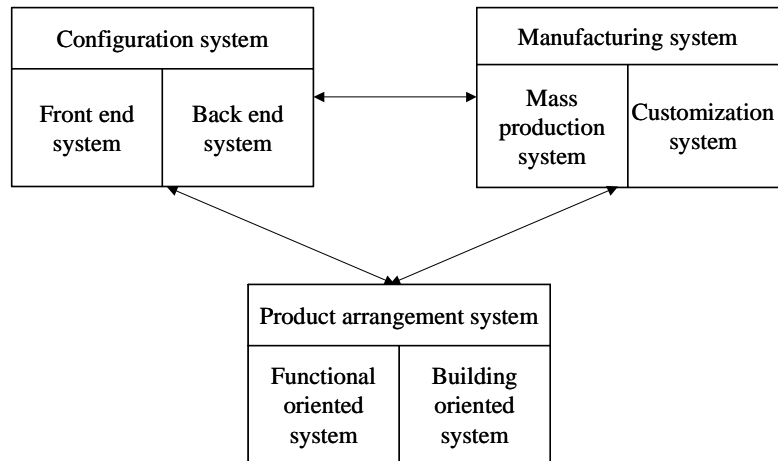 Configuration system
Front end
system
Back end
system
Manufacturing system
Mass
production
system
Customization
system
Product arrangement system
Functional
oriented
system
Building
oriented
system